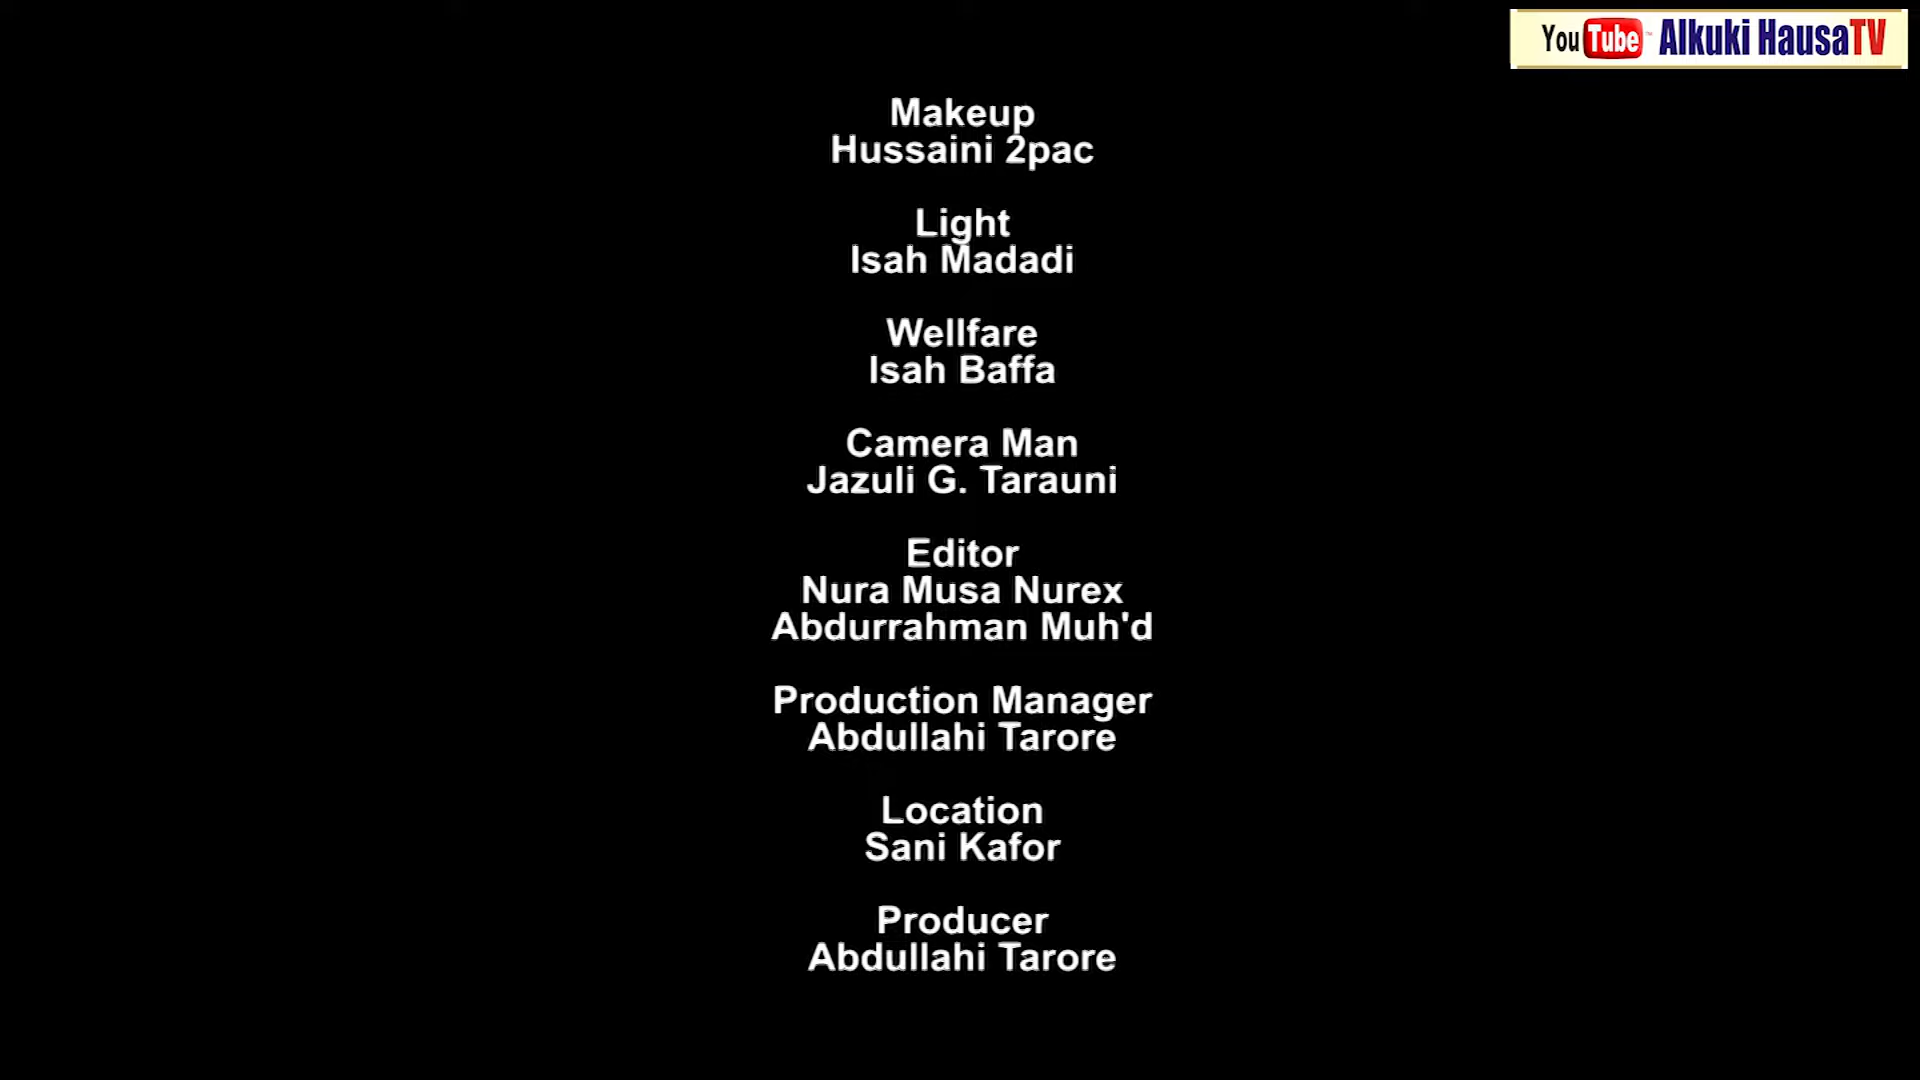 YouTube Alkuki HausaTV
Makeup
Hussaini 2pac
Light
Isah Madadi
Wellfare
Isah Baffa
Camera Man
Jazuli G. Tarauni
Editor
Nura Musa Nurex
Abdurrahman Muh'd
Production Manager
Abdullahi Tarore
Location
Sani Kafor
Producer
Abdullahi Tarore